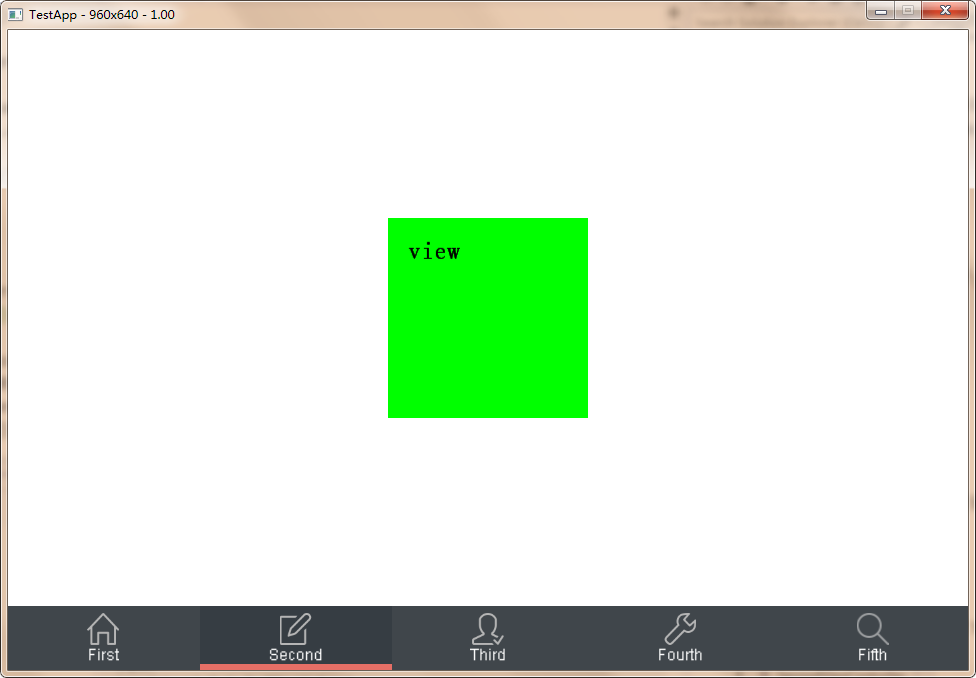 TestApp - 960x640 - 1.00
view
First
Second
Third
Fourth
Fifth